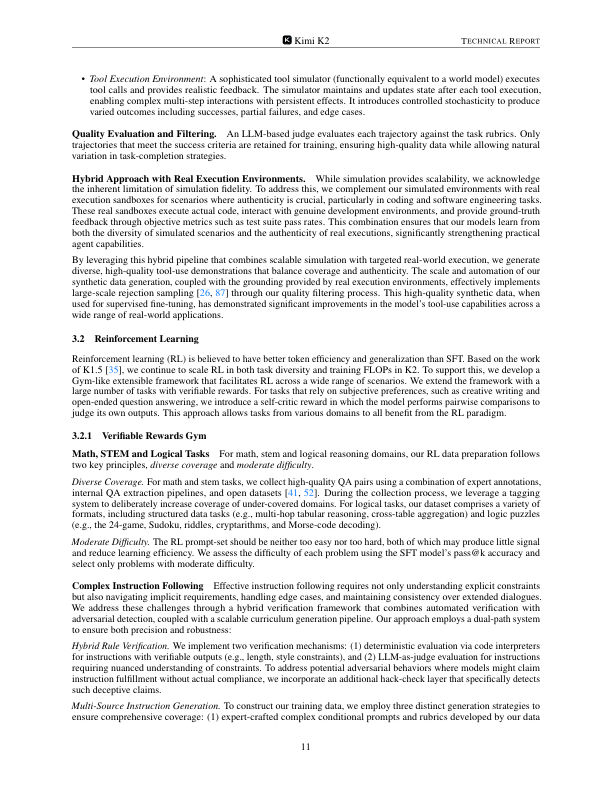 K Kimi K2
TECHNICAL REPORT
• Tool Execution Environment: A sophisticated tool simulator (functionally equivalent to a world model) executes
tool calls and provides realistic feedback. The simulator maintains and updates state after each tool execution,
enabling complex multi-step interactions with persistent effects. It introduces controlled stochasticity to produce
varied outcomes including successes, partial failures, and edge cases.
Quality Evaluation and Filtering. An LLM-based judge evaluates each trajectory against the task rubrics. Only
trajectories that meet the success criteria are retained for training, ensuring high-quality data while allowing natural
variation in task-completion strategies.
Hybrid Approach with Real Execution Environments. While simulation provides scalability, we acknowledge
the inherent limitation of simulation fidelity. To address this, we complement our simulated environments with real
execution sandboxes for scenarios where authenticity is crucial, particularly in coding and software engineering tasks.
These real sandboxes execute actual code, interact with genuine development environments, and provide ground-truth
feedback through objective metrics such as test suite pass rates. This combination ensures that our models learn from
both the diversity of simulated scenarios and the authenticity of real executions, significantly strengthening practical
agent capabilities.
By leveraging this hybrid pipeline that combines scalable simulation with targeted real-world execution, we generate
diverse, high-quality tool-use demonstrations that balance coverage and authenticity. The scale and automation of our
synthetic data generation, coupled with the grounding provided by real execution environments, effectively implements
large-scale rejection sampling [26, 87] through our quality filtering process. This high-quality synthetic data, when
used for supervised fine-tuning, has demonstrated significant improvements in the model's tool-use capabilities across a
wide range of real-world applications.
3.2 Reinforcement Learning
Reinforcement learning (RL) is believed to have better token efficiency and generalization than SFT. Based on the work
of K1.5 [35], we continue to scale RL in both task diversity and training FLOPs in K2. To support this, we develop a
Gym-like extensible framework that facilitates RL across a wide range of scenarios. We extend the framework with a
large number of tasks with verifiable rewards. For tasks that rely on subjective preferences, such as creative writing and
open-ended question answering, we introduce a self-critic reward in which the model performs pairwise comparisons to
judge its own outputs. This approach allows tasks from various domains to all benefit from the RL paradigm.
3.2.1 Verifiable Rewards Gym
Math, STEM and Logical Tasks For math, stem and logical reasoning domains, our RL data preparation follows
two key principles, diverse coverage and moderate difficulty.
Diverse Coverage. For math and stem tasks, we collect high-quality QA pairs using a combination of expert annotations,
internal QA extraction pipelines, and open datasets [41, 52]. During the collection process, we leverage a tagging
system to deliberately increase coverage of under-covered domains. For logical tasks, our dataset comprises a variety of
formats, including structured data tasks (e.g., multi-hop tabular reasoning, cross-table aggregation) and logic puzzles
(e.g., the 24-game, Sudoku, riddles, cryptarithms, and Morse-code decoding).
Moderate Difficulty. The RL prompt-set should be neither too easy nor too hard, both of which may produce little signal
and reduce learning efficiency. We assess the difficulty of each problem using the SFT model's pass@k accuracy and
select only problems with moderate difficulty.
Complex Instruction Following Effective instruction following requires not only understanding explicit constraints
but also navigating implicit requirements, handling edge cases, and maintaining consistency over extended dialogues.
We address these challenges through a hybrid verification framework that combines automated verification with
adversarial detection, coupled with a scalable curriculum generation pipeline. Our approach employs a dual-path system
to ensure both precision and robustness:
Hybrid Rule Verification. We implement two verification mechanisms: (1) deterministic evaluation via code interpreters
for instructions with verifiable outputs (e.g., length, style constraints), and (2) LLM-as-judge evaluation for instructions
requiring nuanced understanding of constraints. To address potential adversarial behaviors where models might claim
instruction fulfillment without actual compliance, we incorporate an additional hack-check layer that specifically detects
such deceptive claims.
Multi-Source Instruction Generation. To construct our training data, we employ three distinct generation strategies to
ensure comprehensive coverage: (1) expert-crafted complex conditional prompts and rubrics developed by our data
11